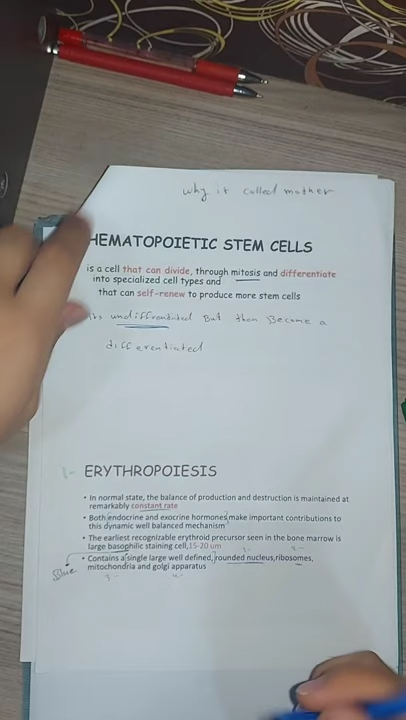 why it called mother
HEMATOPOIETIC STEM CELLS
is a cell that can divide, through mitosis and differentiate
into specialized cell types and
that can self-renew to produce more stem cells
its undiffrentiated But then Become a
differentiated
1-
ERYTHROPOIESIS
• In normal state, the balance of production and destruction is maintained at
remarkably constant rate
• Both endocrine and exocrine hormones make important contributions to
this dynamic well balanced mechanism
• The earliest recognizable erythroid precursor seen in the bone marrow is
large basophilic staining cell, 15-20 um
• Contains a single large well defined, rounded nucleus, ribosomes,
mitochondria and golgi apparatus
Blue